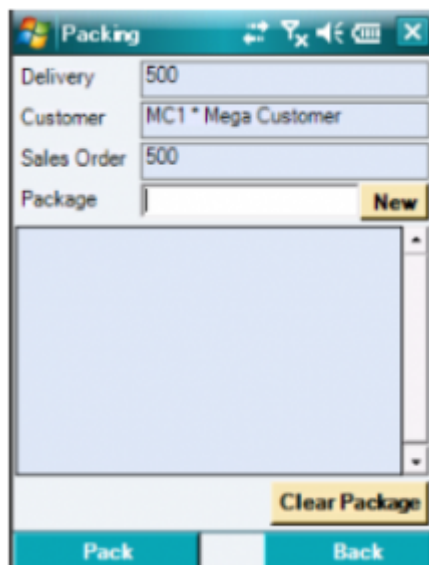 Packing
Delivery 500
Customer MC1 * Mega Customer
Sales Order 500
Package New
Clear Package
Pack Back